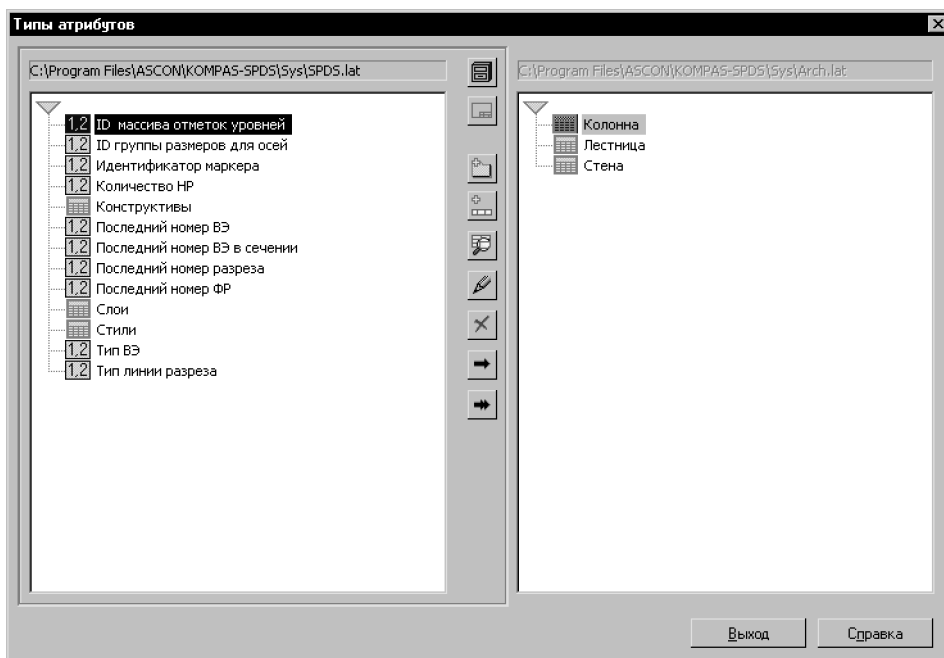 Типы атрибутов
C:\Program Files\ASCON\KOMPAS-SPDS\Sys\SPDS.lat
1,2 ID массива отметок уровней
1,2 ID группы размеров для осей
1,2 Идентификатор маркера
1,2 Количество НР
Конструктивы
1,2 Последний номер ВЭ
1,2 Последний номер ВЭ в сечении
1,2 Последний номер разреза
1,2 Последний номер ФР
Слои
Стили
1,2 Тип ВЭ
1,2 Тип линии разреза
C:\Program Files\ASCON\KOMPAS-SPDS\Sys\Arch.lat
Колонна
Лестница
Стена
Выход
Справка